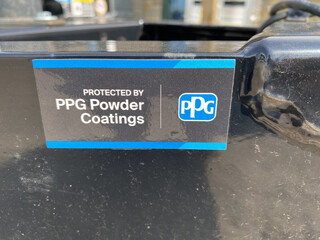 PROTECTED BY
PPG Powder
Coatings
PPG